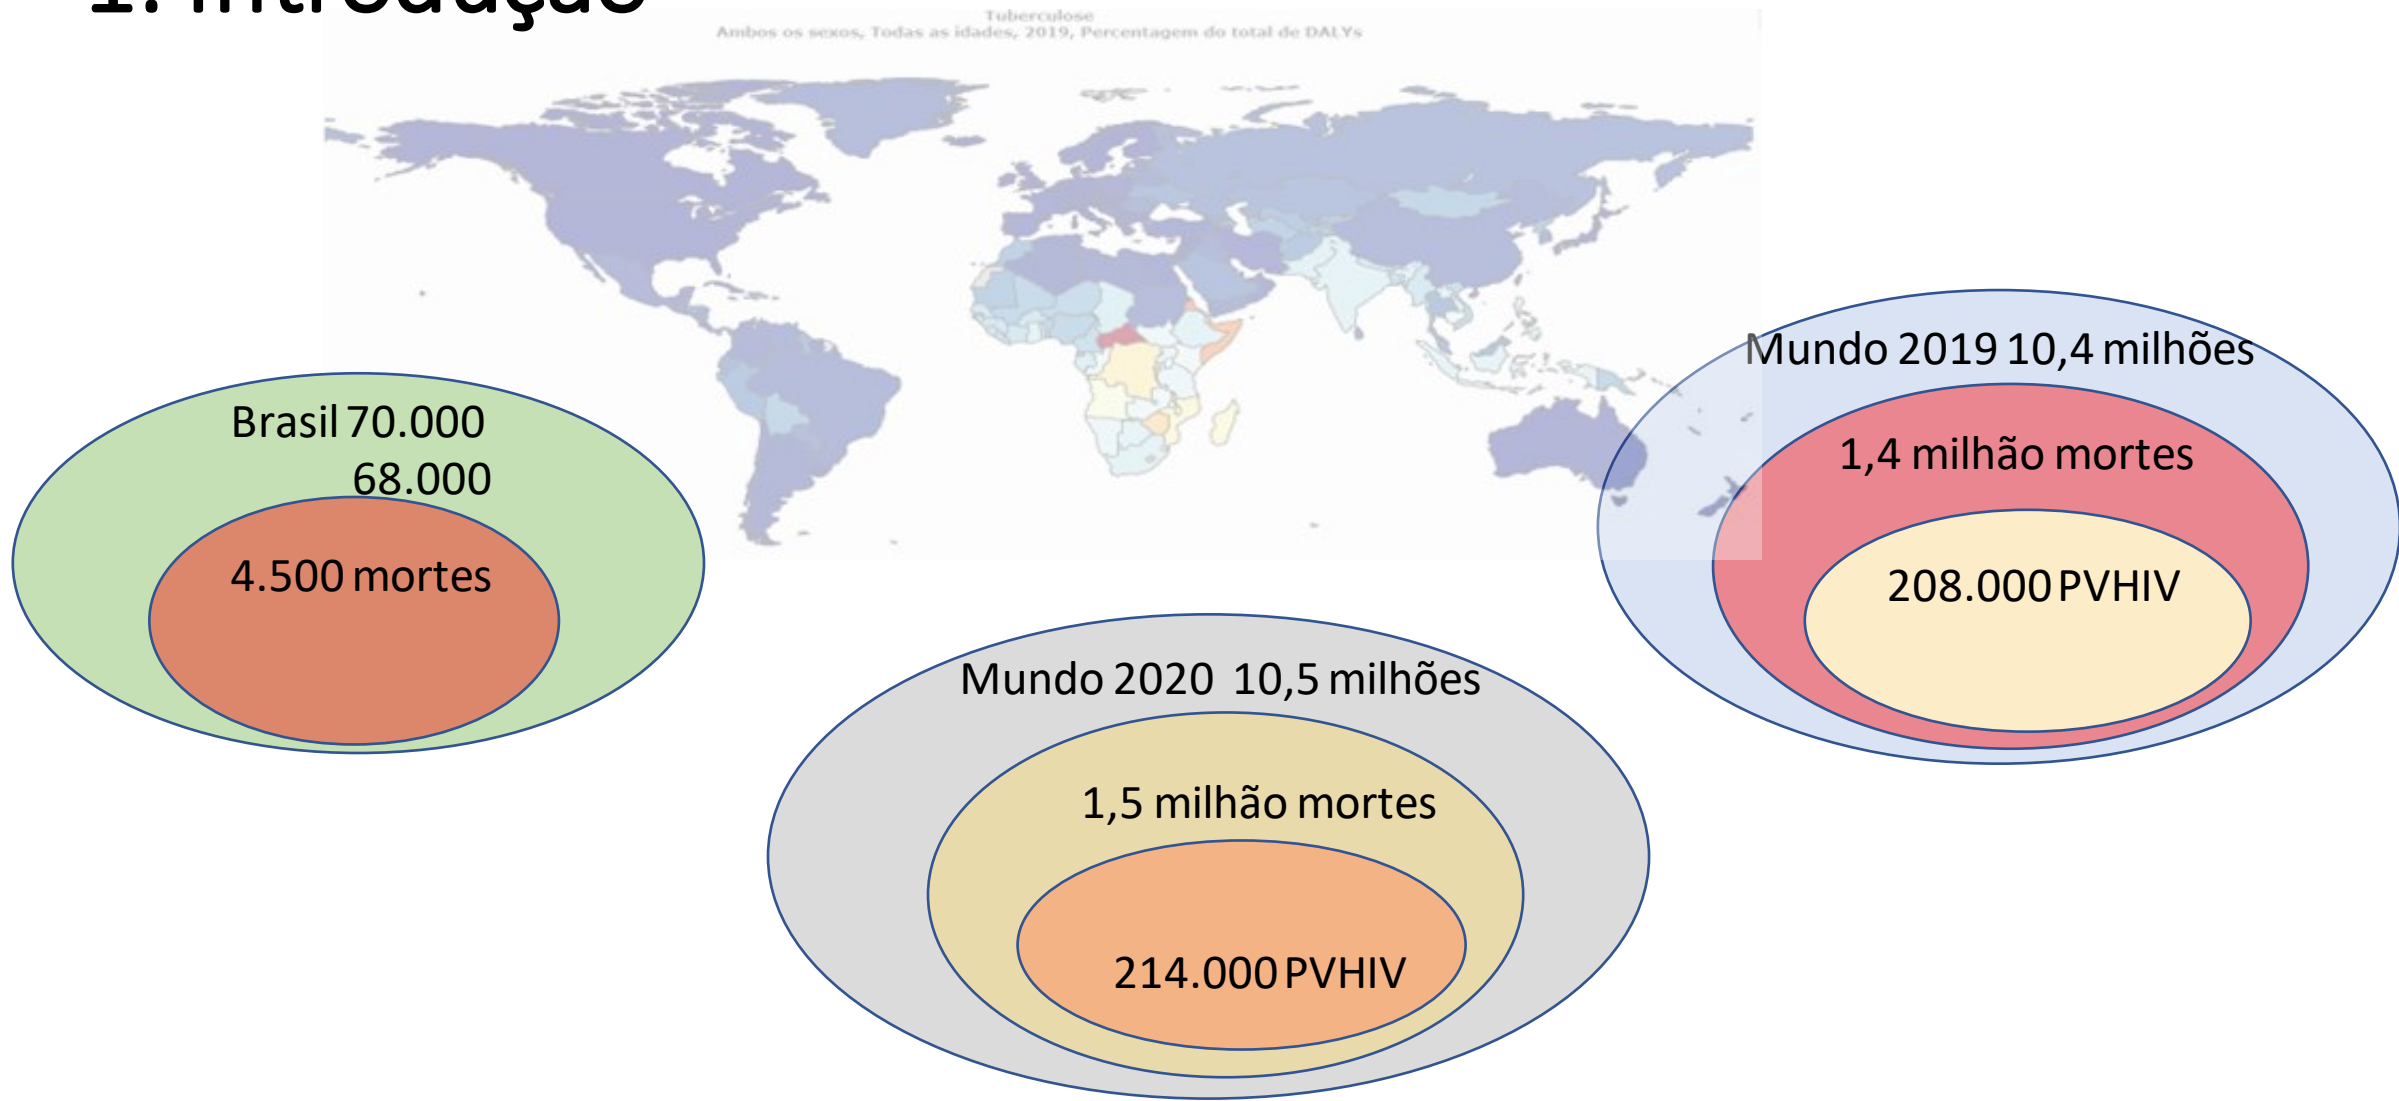 1. Introdução
Tuberculose
Ambos os sexos, Todas as idades, 2019, Percentagem do total de DALYs
Mundo 2019 10,4 milhões
1,4 milhão mortes
208.000 PVHIV
Brasil 70.000
68.000
4.500 mortes
Mundo 2020 10,5 milhões
1,5 milhão mortes
214.000 PVHIV